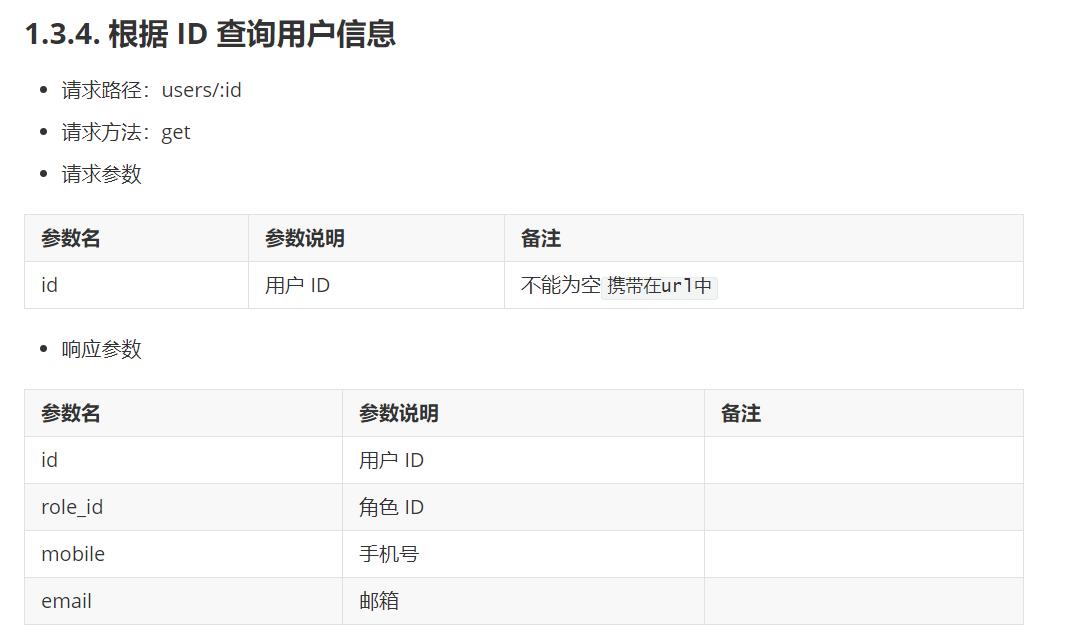 1.3.4. 根据 ID 查询用户信息
请求路径：users/:id
请求方法：get
请求参数
参数名 参数说明 备注
id 用户 ID 不能为空携带在url中
响应参数
参数名 参数说明 备注
id 用户 ID
role_id 角色 ID
mobile 手机号
email 邮箱